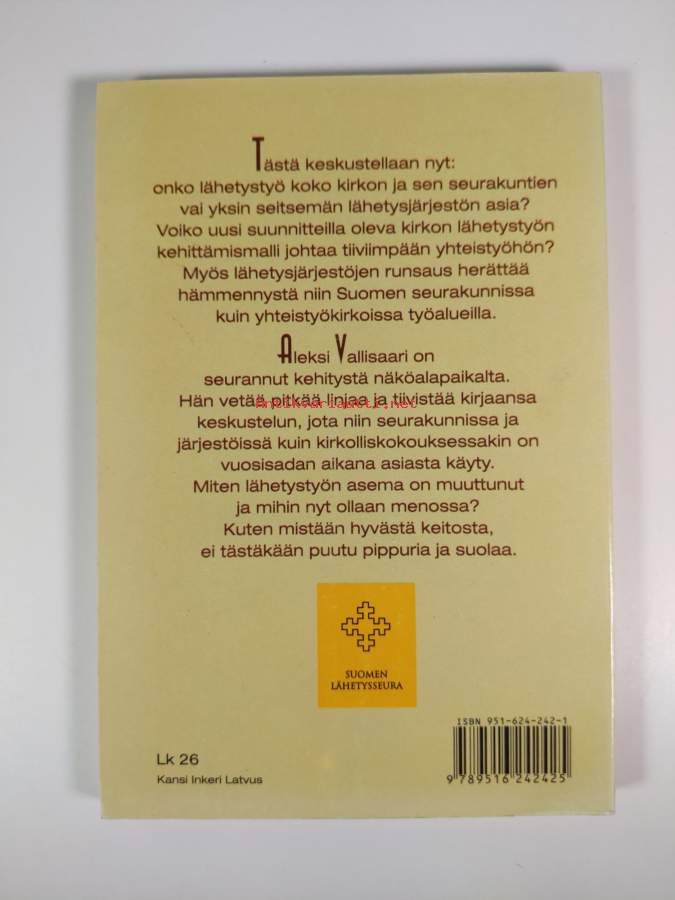 Tästä keskustellaan nyt:
onko lähetystyö koko kirkon ja sen seurakuntien
vai yksin seitsemän lähetysjärjestön asia?
Voiko uusi suunnitteilla oleva kirkon lähetystyön
kehittämismalli johtaa tiiviimpään yhteistyöhön?
Myös lähetysjärjestöjen runsaus herättää
hämmennystä niin Suomen seurakunnissa
kuin yhteistyökirkoissa työalueilla.
Aleksi Vallisaari on
seurannut kehitystä näköalapaikalta.
Hän vetää pitkää linjaa ja tiivistää kirjaansa
antikvariaatti.net
keskustelun, jota niin seurakunnissa ja
järjestöissä kuin kirkolliskokouksessakin on
vuosisadan aikana asiasta käyty.
Miten lähetystyön asema on muuttunut
ja mihin nyt ollaan menossa?
Kuten mistään hyvästä keitosta,
ei tästäkään puutu pippuria ja suolaa.
SUOMEN
LÄHETYSSEURA
ISBN 951-624-242-1
9 789516 242425
Lk 26
Kansi Inkeri Latvus